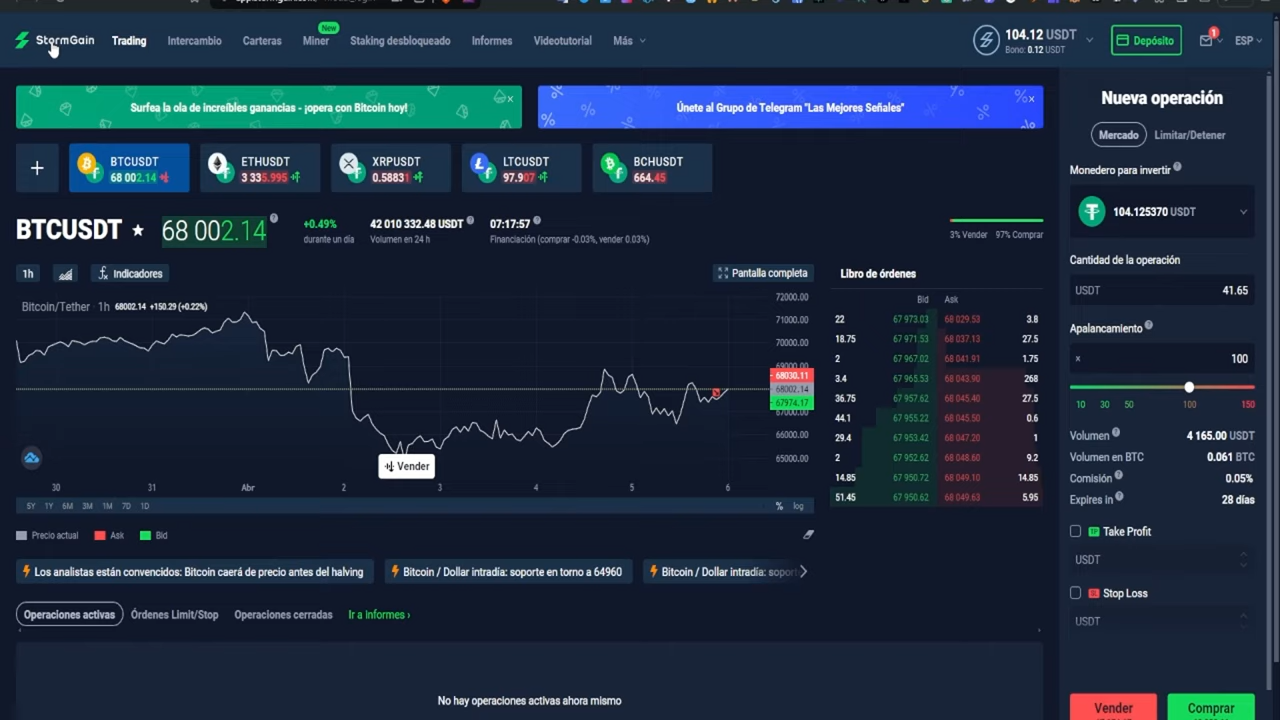 StormGain Trading Intercambio Carteras Miner New Staking desbloqueado Informes Videotutorial Más 104.12 USDT Bono: 0.12 USDT Depósito 1 ESP
Surfea la ola de increíbles ganancias - ¡opera con Bitcoin hoy!
Únete al Grupo de Telegram "Las Mejores Señales"
+ BTCUSDT 68 002.14
ETHUSDT 3 335.995
XRPUSDT 0.58831
LTCUSDT 97.907
BCHUSDT 664.45
BTCUSDT ★ 68 002.14
+0.49%
durante un día
42 010 332.48 USDT
Volumen en 24 h
07:17:57
Financiación (comprar -0.03%, vender 0.03%)
3% Vender 97% Comprar
1h Indicadores Pantalla completa
Bitcoin/Tether · 1h 68002.14 +150.29 (+0.22%)
72000.00
71000.00
70000.00
69000.00
68030.11
68002.14
67974.17
67000.00
66000.00
65000.00
30 31 Abr 2 3 4 5 6
Vender
5Y 1Y 6M 3M 1M 7D 1D % log
Precio actual Ask Bid
Libro de órdenes
Bid Ask
22 67 973.03 68 029.53 3.8
18.75 67 971.53 68 037.13 27.5
2 67 967.02 68 041.91 1.75
3.4 67 965.53 68 043.90 268
36.75 67 957.62 68 045.40 27.5
44.1 67 955.22 68 045.50 0.6
29.4 67 953.42 68 047.20 1
2 67 952.62 68 048.60 9.2
14.85 67 950.72 68 049.10 14.85
51.45 67 950.62 68 049.63 5.95
Los analistas están convencidos: Bitcoin caerá de precio antes del halving
Bitcoin / Dollar intradía: soporte en torno a 64960
Bitcoin / Dollar intradía: soport
Operaciones activas Órdenes Limit/Stop Operaciones cerradas Ir a Informes ›
No hay operaciones activas ahora mismo
Nueva operación
Mercado Limitar/Detener
Monedero para invertir
104.125370 USDT
Cantidad de la operación
USDT 41.65
Apalancamiento
× 100
10 30 50 100 150
Volumen 4 165.00 USDT
Volumen en BTC 0.061 BTC
Comisión 0.05%
Expires in 28 días
TP Take Profit
USDT
SL Stop Loss
USDT
Vender Comprar